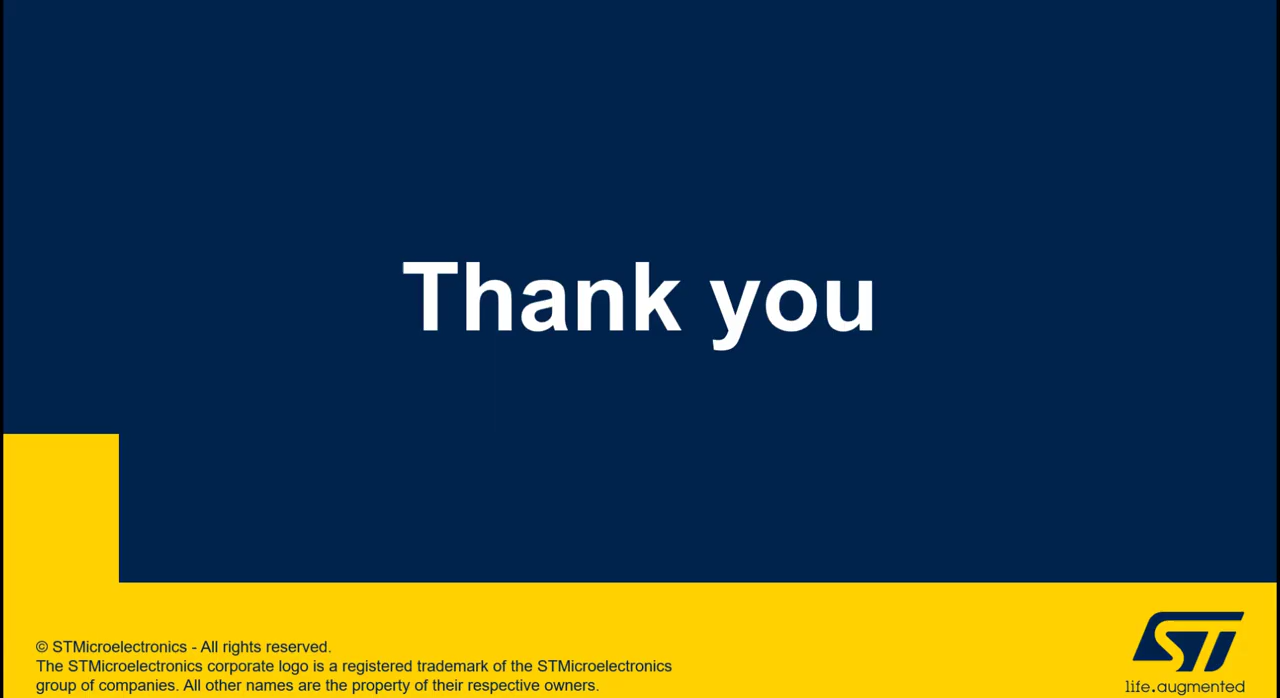 Thank you
© STMicroelectronics - All rights reserved.
The STMicroelectronics corporate logo is a registered trademark of the STMicroelectronics
group of companies. All other names are the property of their respective owners.
ST
life.augmented